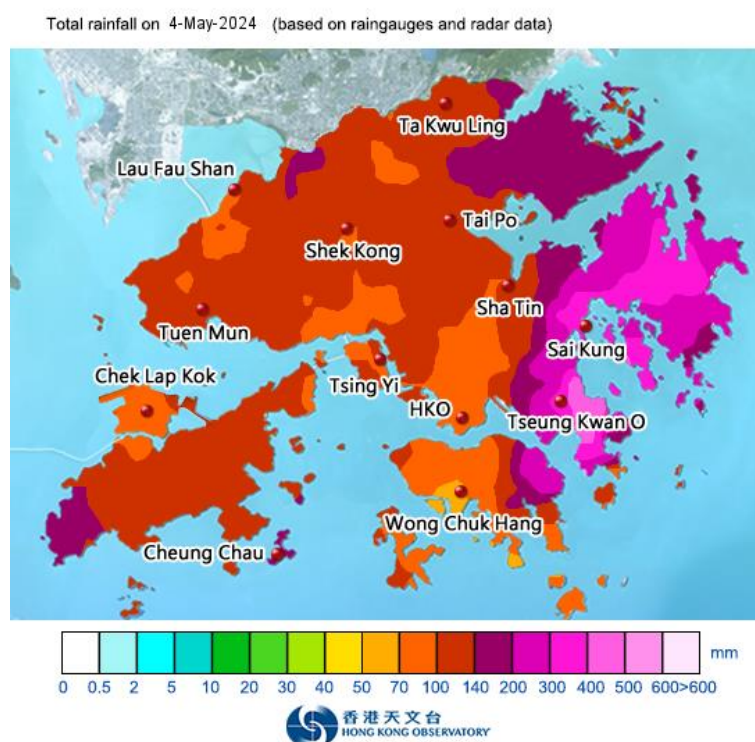 Total rainfall on 4-May-2024 (based on raingauges and radar data)
Ta Kwu Ling
Lau Fau Shan
Tai Po
Shek Kong
Sha Tin
Tuen Mun
Sai Kung
Chek Lap Kok
Tsing Yi
HKO
Tseung Kwan O
Wong Chuk Hang
Cheung Chau
mm
0 0.5 2 5 10 20 30 40 50 70 100 140 200 300 400 500 600>600
香港天文台
HONG KONG OBSERVATORY